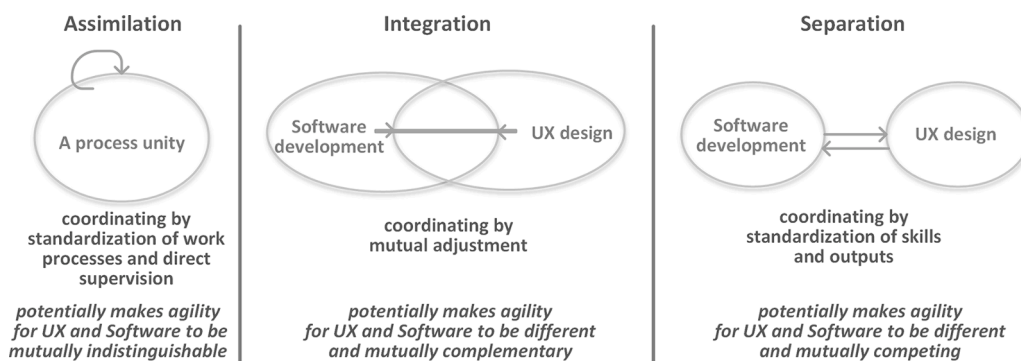 Assimilation
A process unity
coordinating by
standardization of work
processes and direct
supervision
potentially makes agility
for UX and Software to be
mutually indistinguishable
Integration
Software
development
UX design
coordinating by
mutual adjustment
potentially makes agility
for UX and Software to be different
and mutually complementary
Separation
Software
development
UX design
coordinating by
standardization of skills
and outputs
potentially makes agility
for UX and Software to be different
and mutually competing